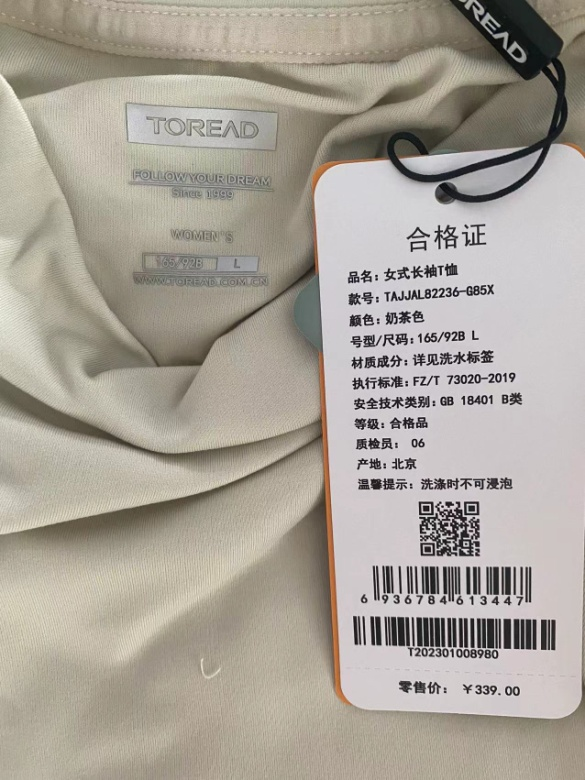 TOREAD
TOREAD
FOLLOW YOUR DREAM
Since 1999
WOMEN'S
165/92B L
TOREAD.COM.CN
合格证
品名: 女式长袖T恤
款号: TAJJAL82236-G85X
颜色: 奶茶色
号型/尺码: 165/92B L
材质成分: 详见洗水标签
执行标准: FZ/T 73020-2019
安全技术类别: GB 18401 B类
等级: 合格品
质检员: 06
产地: 北京
温馨提示: 洗涤时不可浸泡
6 936784 613447
T202301008980
零售价: ￥339.00